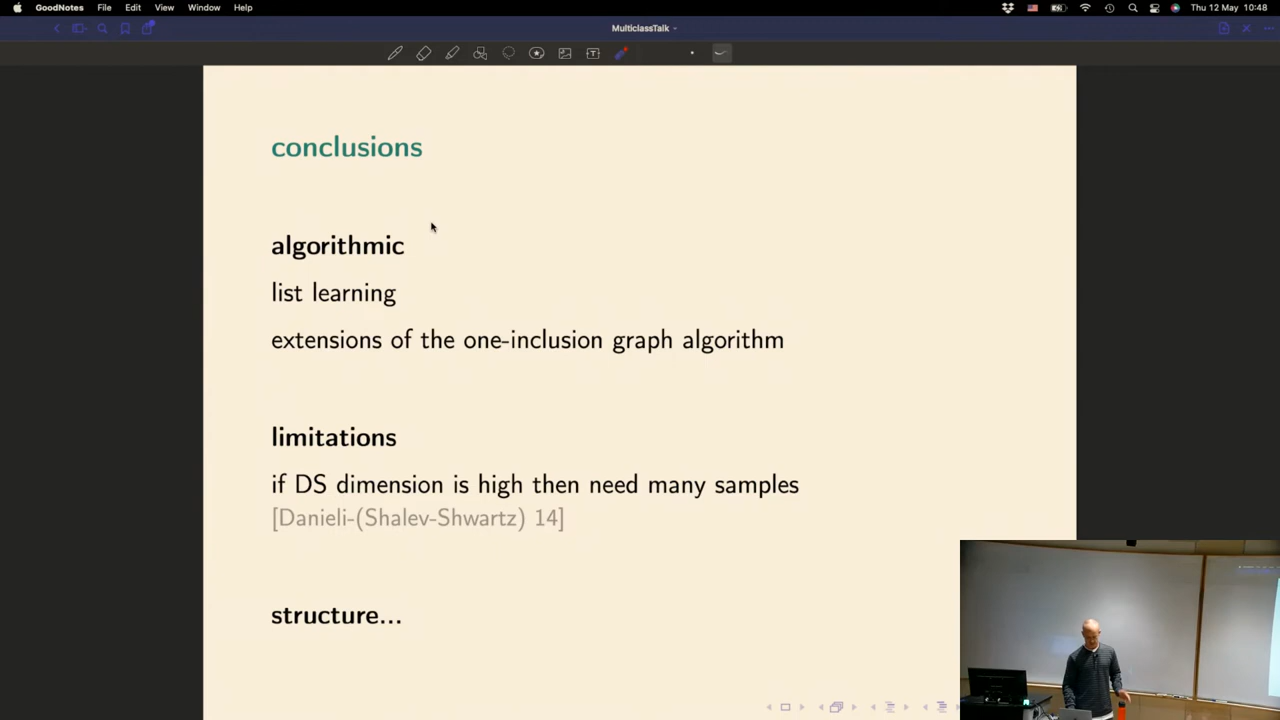 GoodNotes File Edit View Window Help Thu 12 May 10:48
MulticlassTalk
conclusions
algorithmic
list learning
extensions of the one-inclusion graph algorithm
limitations
if DS dimension is high then need many samples
[Danieli-(Shalev-Shwartz) 14]
structure...